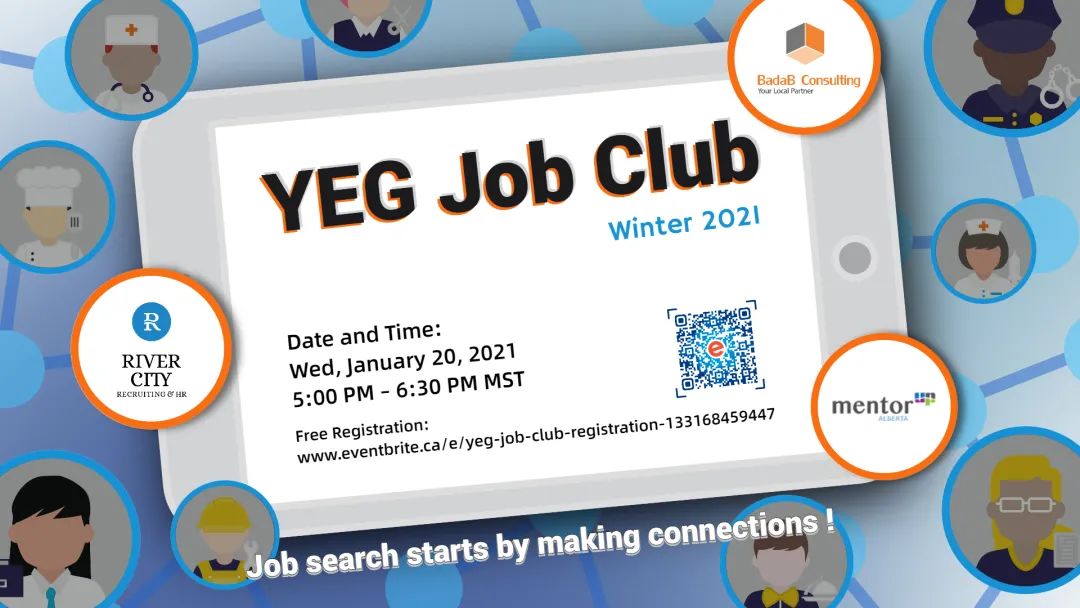 BadaB Consulting
Your Local Partner
YEG Job Club
Winter 2021
RIVER
CITY
RECRUITING & HR
Date and Time:
Wed, January 20, 2021
5:00 PM – 6:30 PM MST
Free Registration:
www.eventbrite.ca/e/yeg-job-club-registration-133168459447
mentor up
ALBERTA
Job search starts by making connections !